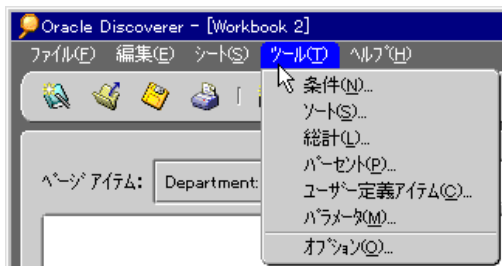 Oracle Discoverer - [Workbook 2]
ファイル(F) 編集(E) シート(S) ツール(T) ヘルプ(H)
条件(N)...
ソート(S)...
総計(L)...
パーセント(P)...
ユーザー定義アイテム(C)...
パラメータ(M)...
オプション(O)...
ページアイテム: Department: